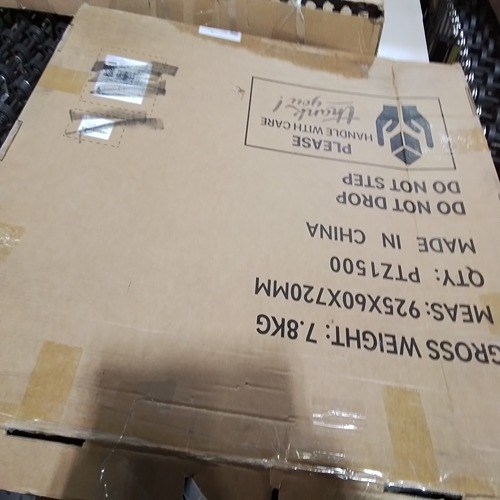 GROSS WEIGHT: 7.8KG
MEAS: 925X60X720MM
QTY: PTZ1500
MADE IN CHINA
DO NOT DROP
DO NOT STEP
PLEASE
HANDLE WITH CARE
thank
you!